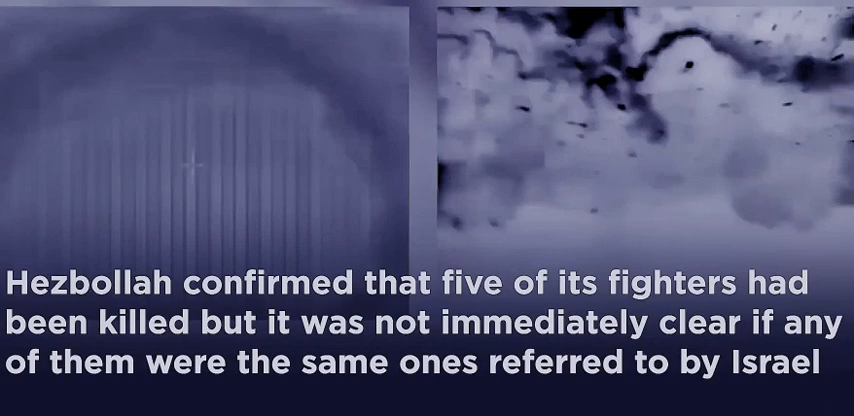 Hezbollah confirmed that five of its fighters had
been killed but it was not immediately clear if any
of them were the same ones referred to by Israel